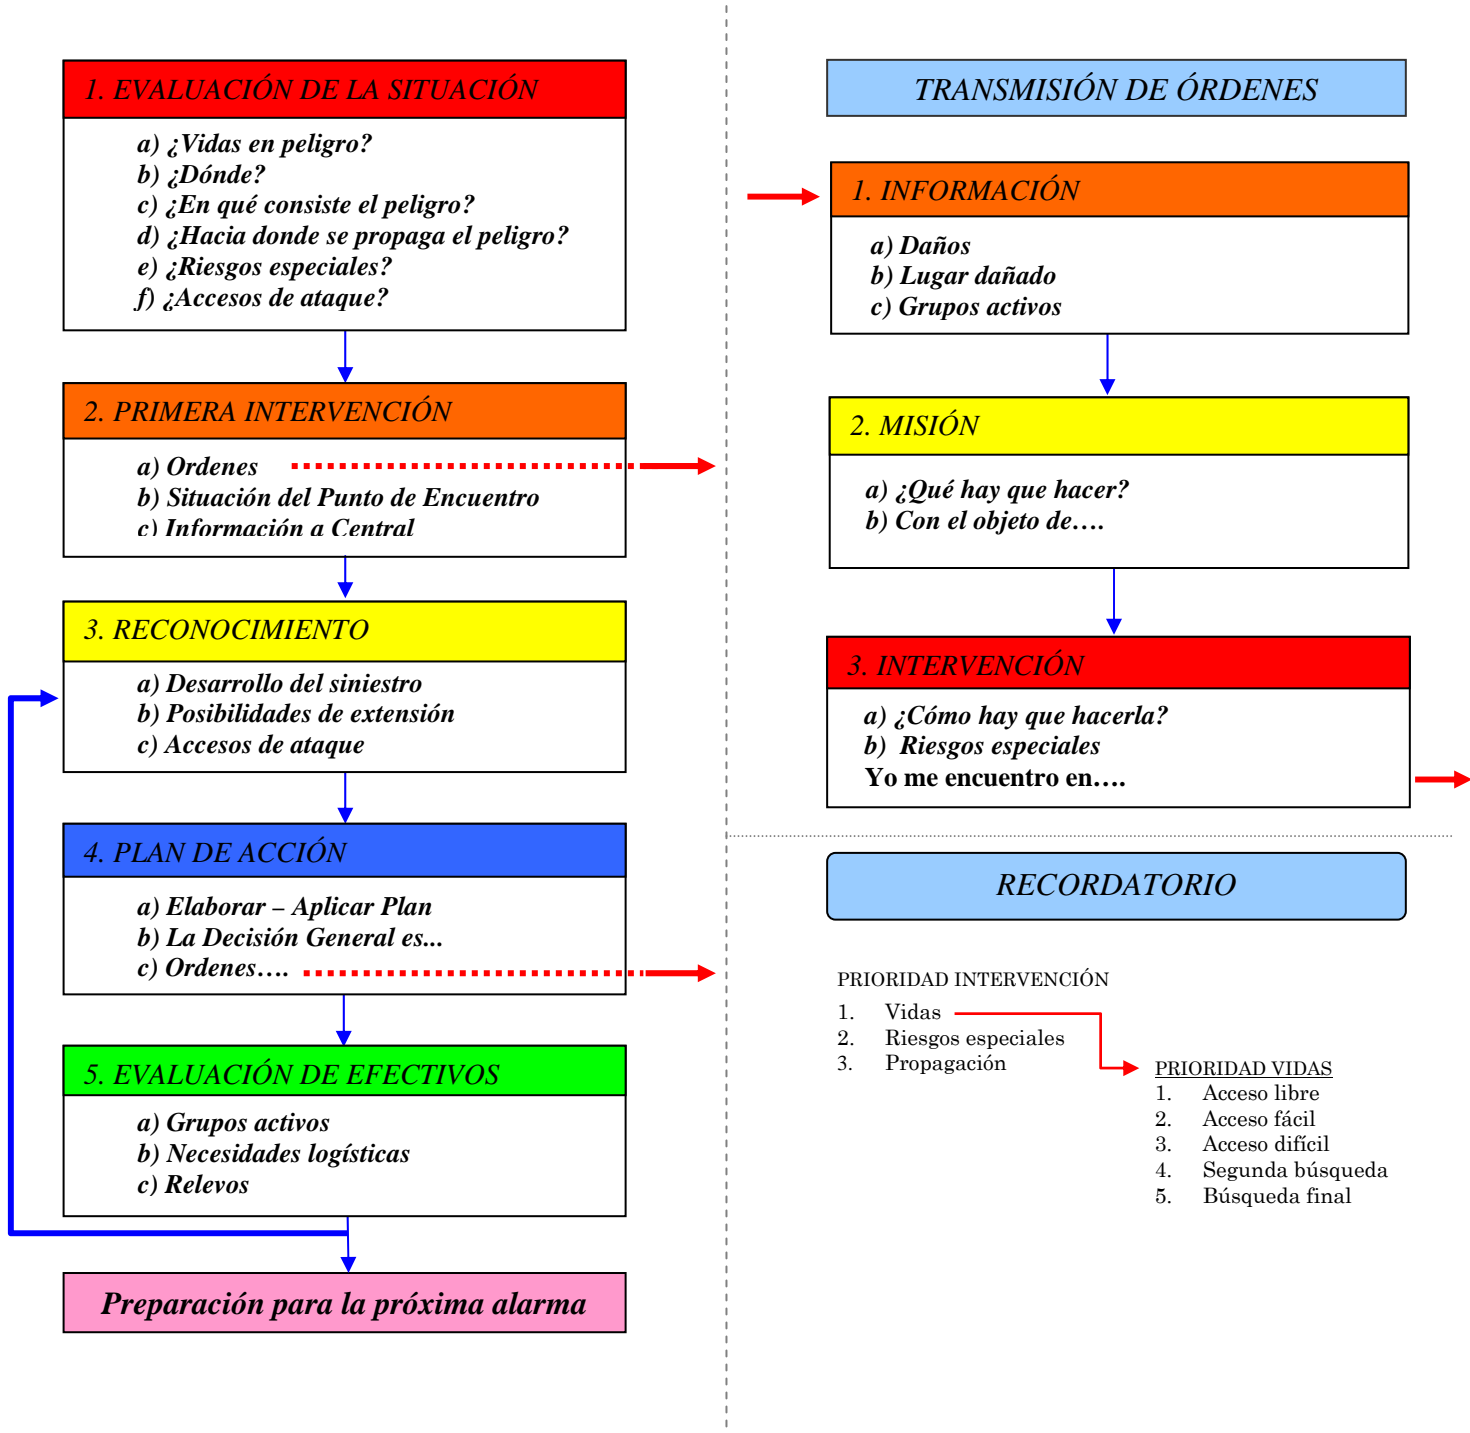 1. EVALUACIÓN DE LA SITUACIÓN
a) ¿Vidas en peligro?
b) ¿Dónde?
c) ¿En qué consiste el peligro?
d) ¿Hacia donde se propaga el peligro?
e) ¿Riesgos especiales?
f) ¿Accesos de ataque?
2. PRIMERA INTERVENCIÓN
a) Ordenes
b) Situación del Punto de Encuentro
c) Información a Central
3. RECONOCIMIENTO
a) Desarrollo del siniestro
b) Posibilidades de extensión
c) Accesos de ataque
4. PLAN DE ACCIÓN
a) Elaborar – Aplicar Plan
b) La Decisión General es...
c) Ordenes….
5. EVALUACIÓN DE EFECTIVOS
a) Grupos activos
b) Necesidades logísticas
c) Relevos
Preparación para la próxima alarma
TRANSMISIÓN DE ÓRDENES
1. INFORMACIÓN
a) Daños
b) Lugar dañado
c) Grupos activos
2. MISIÓN
a) ¿Qué hay que hacer?
b) Con el objeto de….
3. INTERVENCIÓN
a) ¿Cómo hay que hacerla?
b) Riesgos especiales
Yo me encuentro en….
RECORDATORIO
PRIORIDAD INTERVENCIÓN
1. Vidas
2. Riesgos especiales
3. Propagación
PRIORIDAD VIDAS
1. Acceso libre
2. Acceso fácil
3. Acceso difícil
4. Segunda búsqueda
5. Búsqueda final